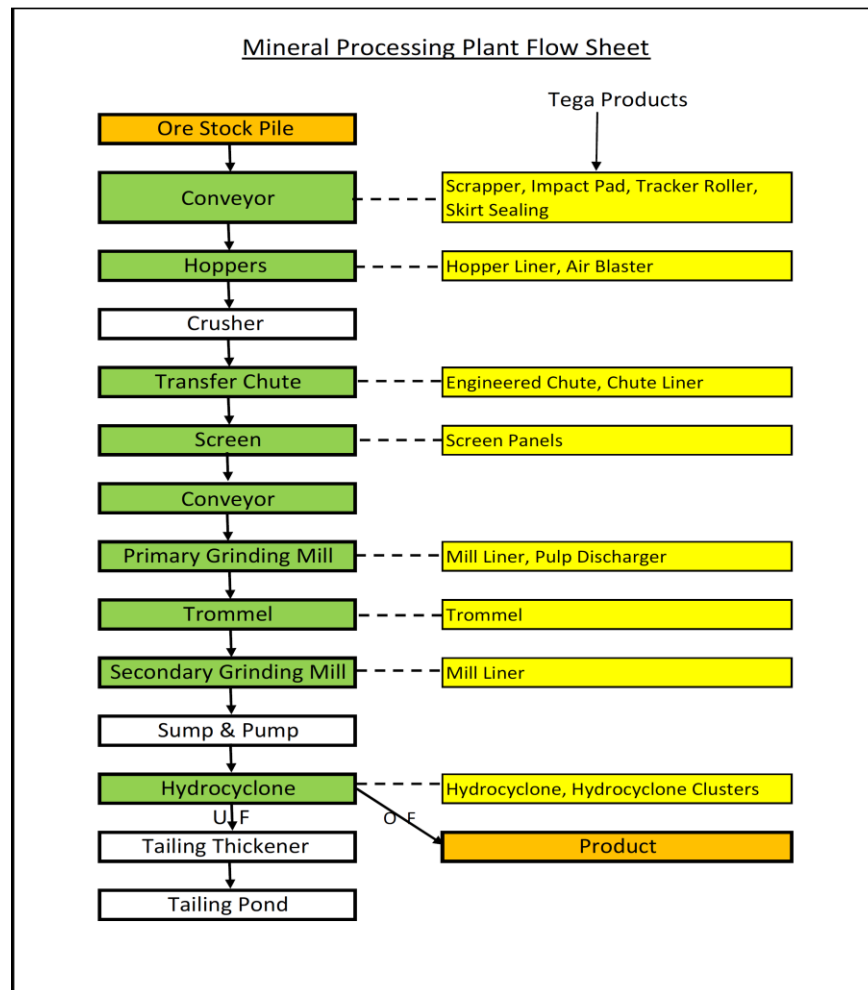 Mineral Processing Plant Flow Sheet
Tega Products
Ore Stock Pile
Conveyor
Scrapper, Impact Pad, Tracker Roller,
Skirt Sealing
Hoppers
Hopper Liner, Air Blaster
Crusher
Transfer Chute
Engineered Chute, Chute Liner
Screen
Screen Panels
Conveyor
Primary Grinding Mill
Mill Liner, Pulp Discharger
Trommel
Trommel
Secondary Grinding Mill
Mill Liner
Sump & Pump
Hydrocyclone
Hydrocyclone, Hydrocyclone Clusters
U F
O F
Tailing Thickener
Product
Tailing Pond